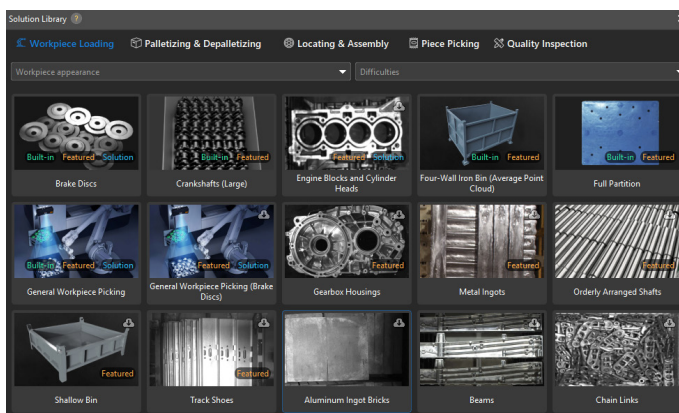 Solution Library ?
Workpiece Loading
Palletizing & Depalletizing
Locating & Assembly
Piece Picking
Quality Inspection
Workpiece appearance
Difficulties
Built-in Featured Solution
Brake Discs
Built-in Featured
Crankshafts (Large)
Featured Solution
Engine Blocks and Cylinder
Heads
Built-in Featured
Four-Wall Iron Bin (Average Point
Cloud)
Built-in Featured
Full Partition
Built-in Featured Solution
General Workpiece Picking
Built-in Featured Solution
General Workpiece Picking (Brake
Discs)
Featured
Gearbox Housings
Featured
Metal Ingots
Featured
Orderly Arranged Shafts
Featured
Shallow Bin
Featured
Track Shoes
Aluminum Ingot Bricks
Beams
Chain Links